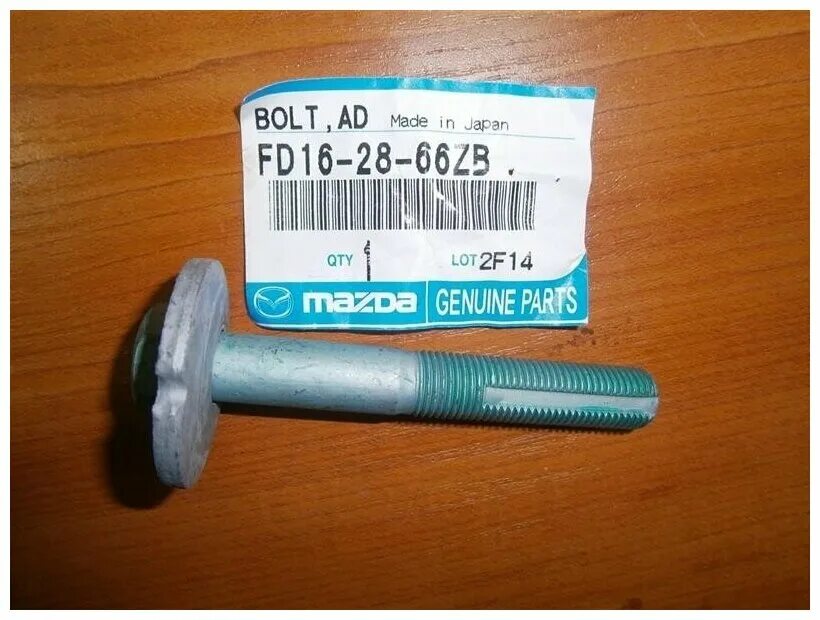 BOLT,AD Made in Japan
FD16-28-66ZB
QTY 1 LOT 2F14
mazda GENUINE PARTS